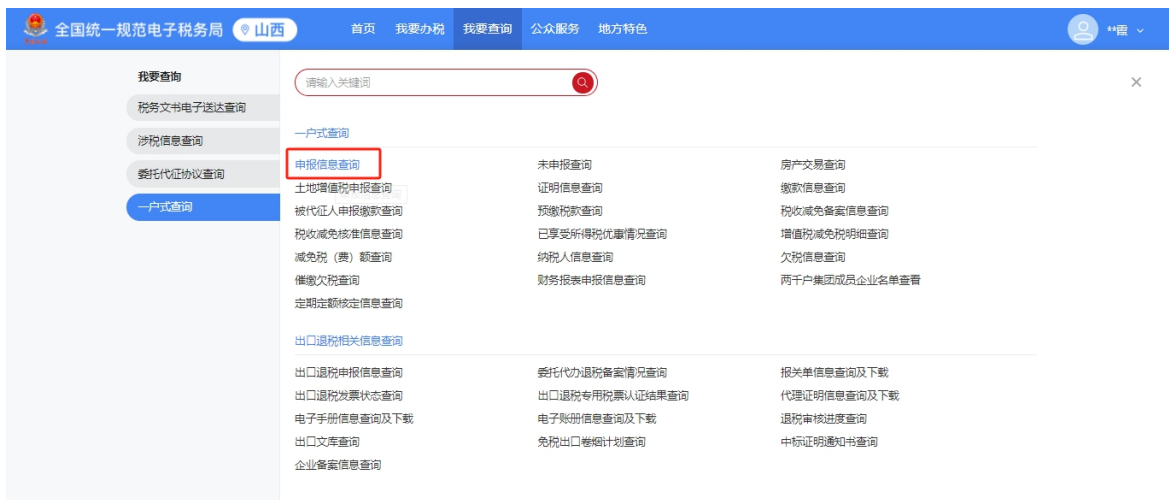 全国统一规范电子税务局 山西 首页 我要办税 我要查询 公众服务 地方特色 **霞
我要查询
税务文书电子送达查询
涉税信息查询
委托代征协议查询
一户式查询
请输入关键词
一户式查询
申报信息查询 未申报查询 房产交易查询
土地增值税申报查询 证明信息查询 缴款信息查询
被代征人申报缴款查询 预缴税款查询 税收减免备案信息查询
税收减免核准信息查询 已享受所得税优惠情况查询 增值税减免税明细查询
减免税（费）额查询 纳税人信息查询 欠税信息查询
催缴欠税查询 财务报表申报信息查询 两千户集团成员企业名单查看
定期定额核定信息查询
出口退税相关信息查询
出口退税申报信息查询 委托代办退税备案情况查询 报关单信息查询及下载
出口退税发票状态查询 出口退税专用税票认证结果查询 代理证明信息查询及下载
电子手册信息查询及下载 电子账册信息查询及下载 退税审核进度查询
出口文库查询 免税出口卷烟计划查询 中标证明通知书查询
企业备案信息查询